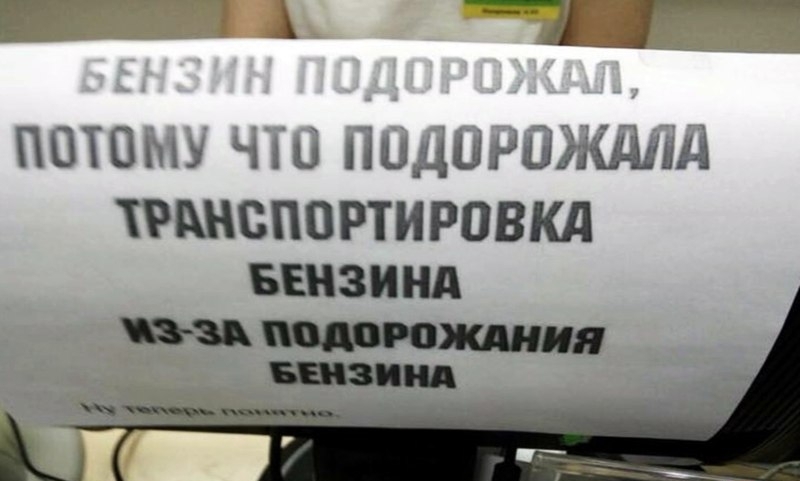 БЕНЗИН ПОДОРОЖАЛ,
ПОТОМУ ЧТО ПОДОРОЖАЛА
ТРАНСПОРТИРОВКА
БЕНЗИНА
ИЗ-ЗА ПОДОРОЖАНИЯ
БЕНЗИНА
Ну теперь понятно.